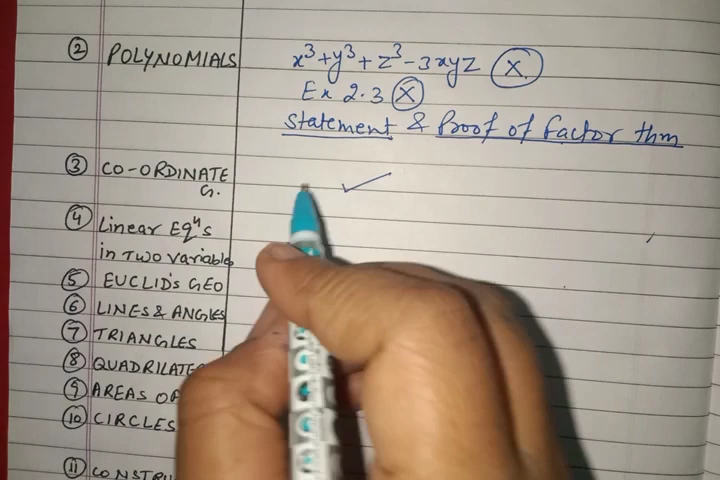 ② POLYNOMIALS x³+y³+z³-3xyz Ⓧ
Ex 2.3 Ⓧ
Statement & Proof of factor thm
③ CO-ORDINATE
G.
④ Linear Eqⁿs
in Two variables
⑤ EUCLID's GEO
⑥ LINES & ANGLES
⑦ TRIANGLES
⑧ QUADRILATE
⑨ AREAS OF
⑩ CIRCLES
⑪ CONSTRU